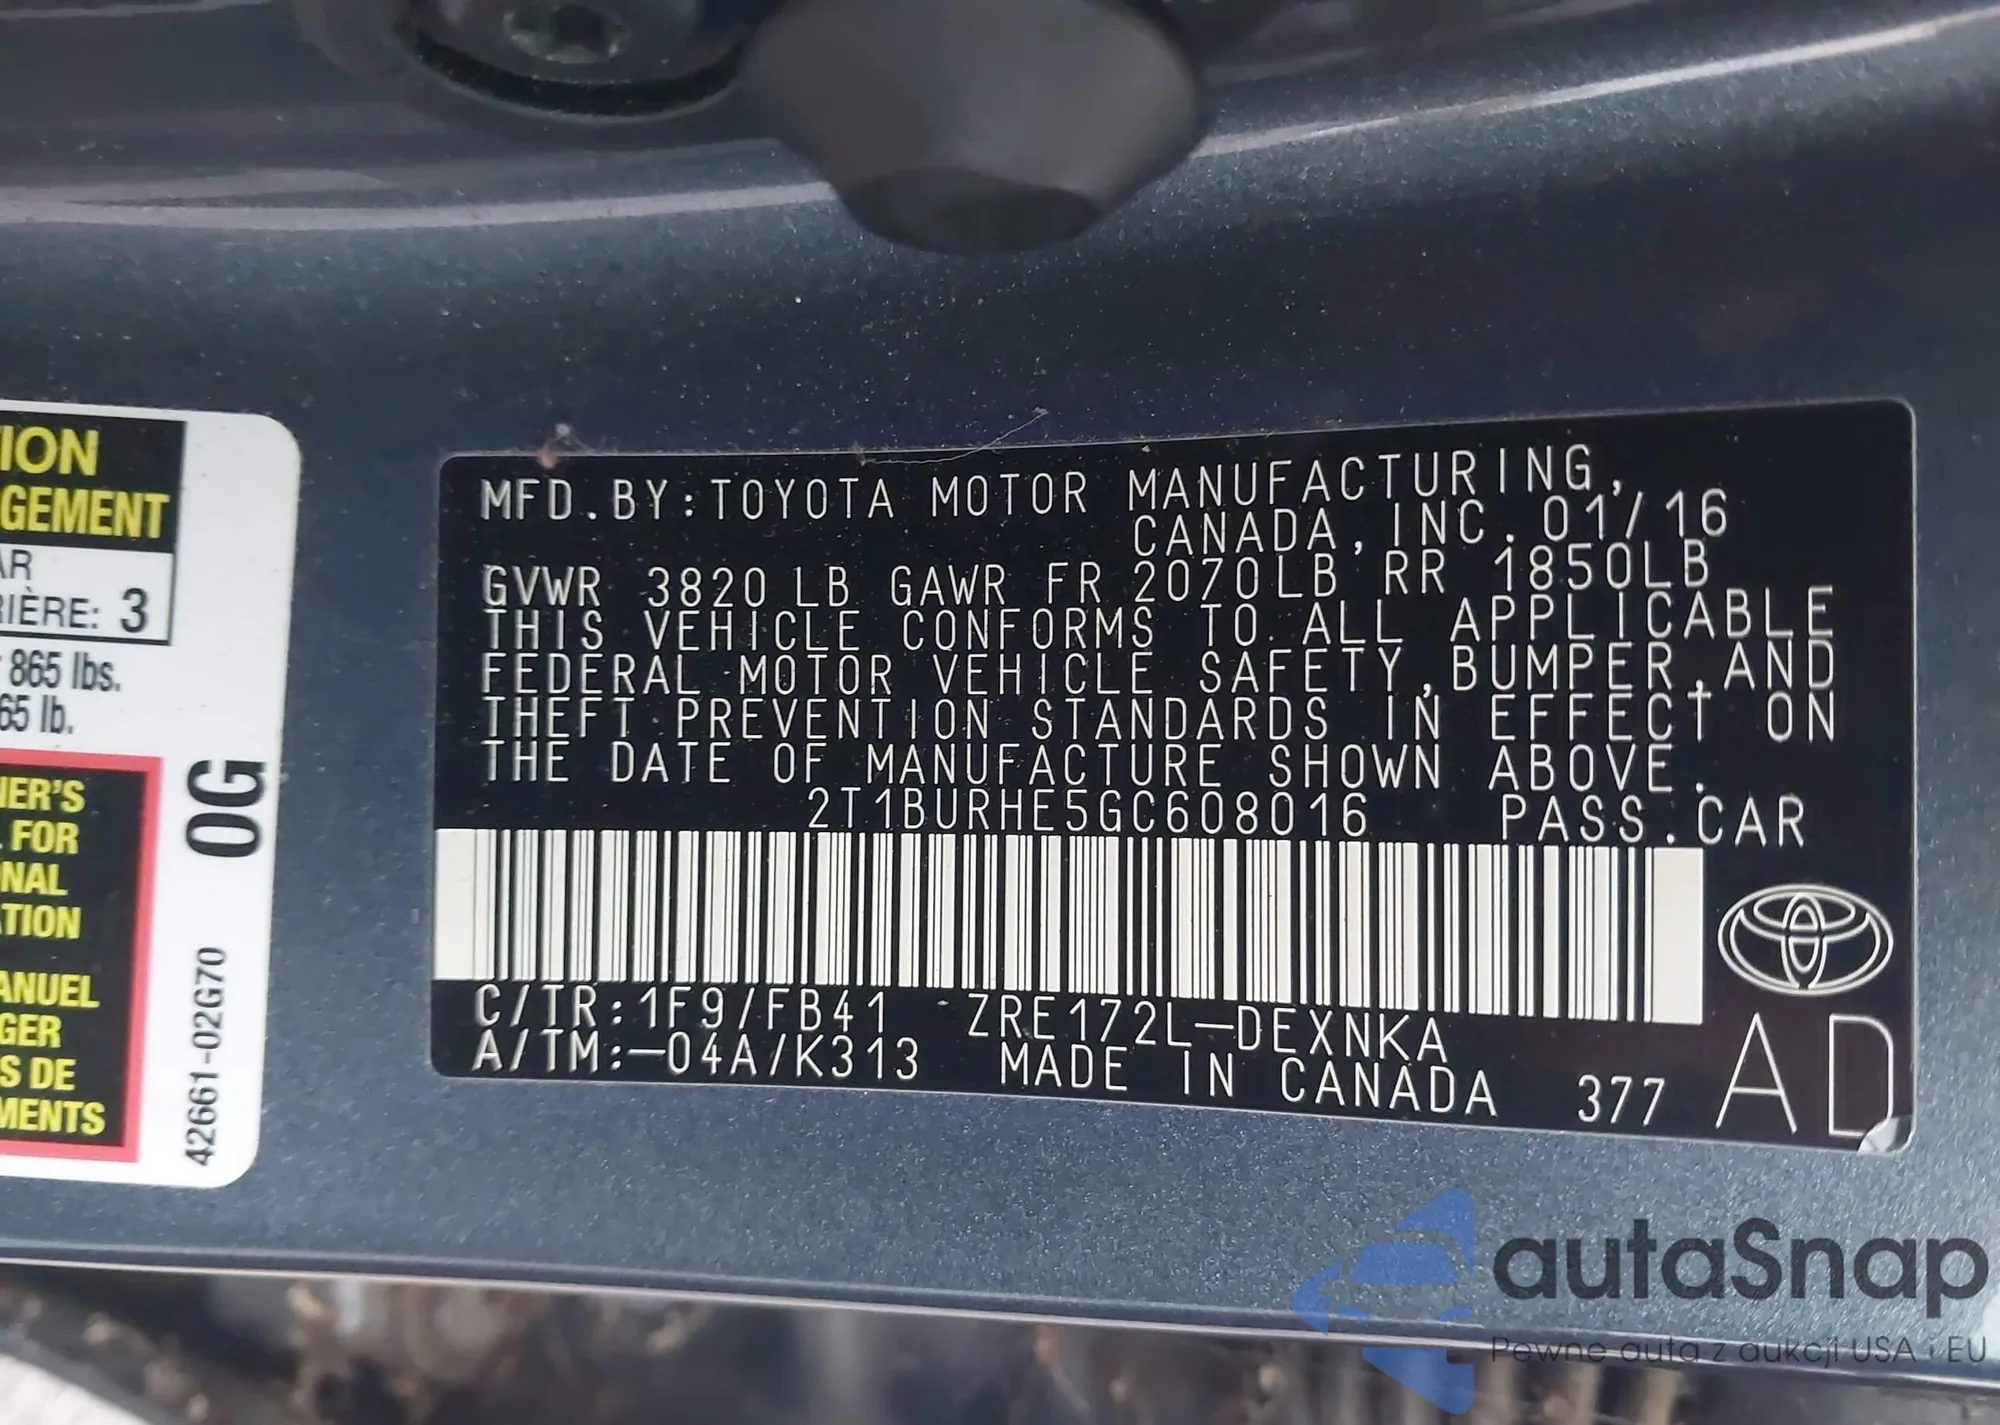 ION
GEMENT
AR
RIÈRE: 3
865 lbs.
65 lb.
NER'S
L FOR
ONAL
ATION
ANUEL
GER
S DE
MENTS
0G
42661-02G70
MFD.BY:TOYOTA MOTOR MANUFACTURING,
CANADA,INC.01/16
GVWR 3820LB GAWR FR 2070LB RR 1850LB
THIS VEHICLE CONFORMS TO ALL APPLICABLE
FEDERAL MOTOR VEHICLE SAFETY,BUMPER,AND
THEFT PREVENTION STANDARDS IN EFFECT ON
THE DATE OF MANUFACTURE SHOWN ABOVE.
2T1BURHE5GC608016 PASS.CAR
C/TR:1F9/FB41 ZRE172L-DEXNKA
A/TM:-04A/K313 MADE IN CANADA 377 AD
autaSnap
Pewne auta z aukcji USA i EU